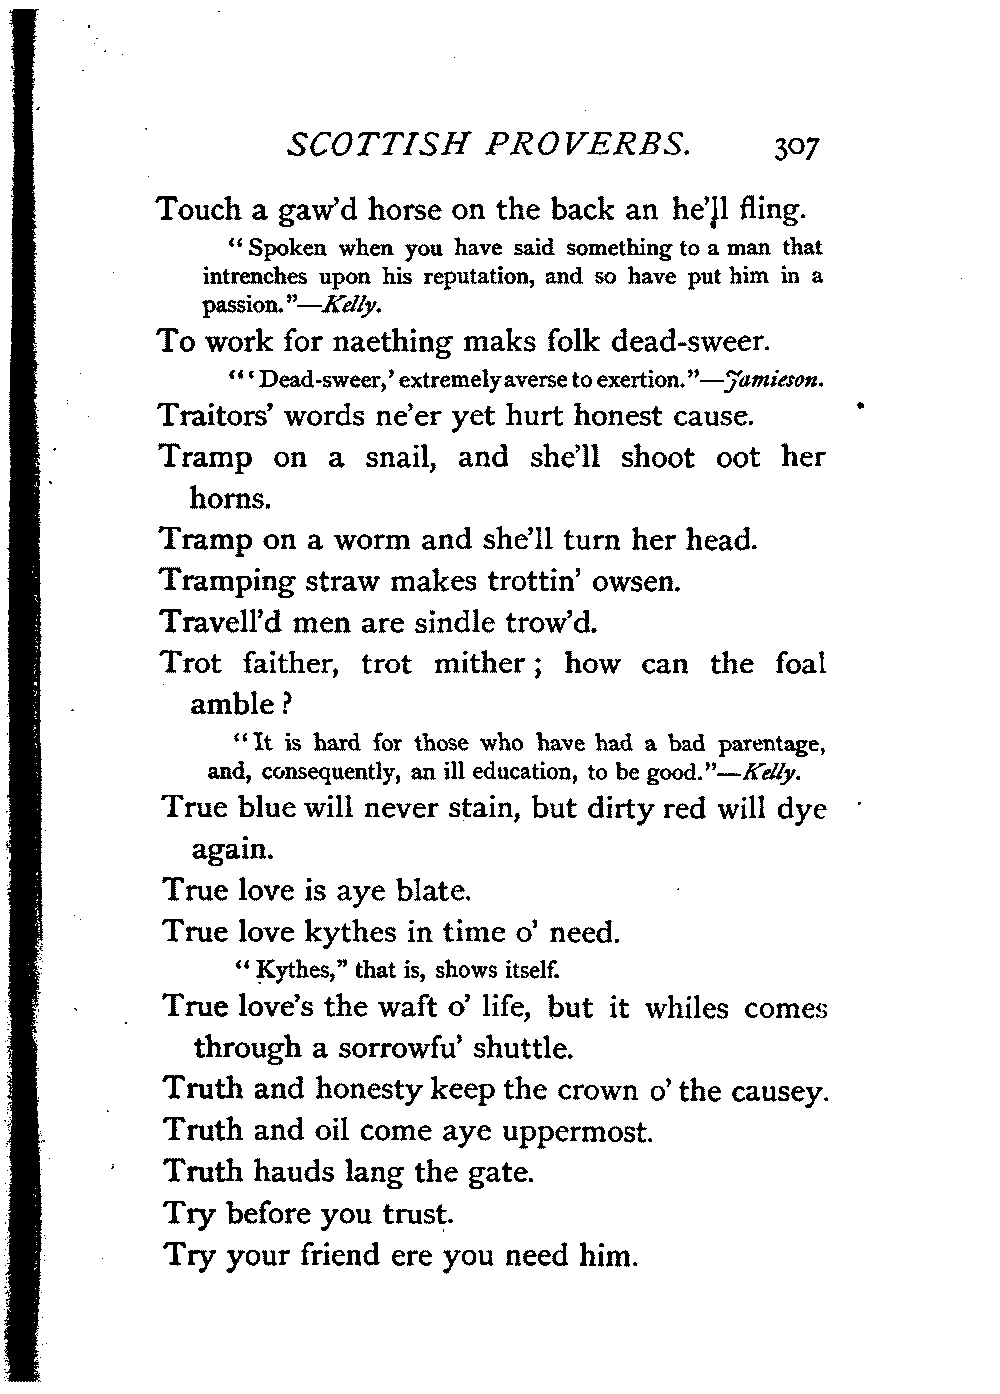 SCOTTISH PROVERBS. 307
Touch a gaw'd horse on the back an he'll fling.
"Spoken when you have said something to a man that
intrenches upon his reputation, and so have put him in a
passion."—Kelly.
To work for naething maks folk dead-sweer.
"'Dead-sweer,' extremely averse to exertion."—Jamieson.
Traitors' words ne'er yet hurt honest cause.
Tramp on a snail, and she'll shoot oot her
horns.
Tramp on a worm and she'll turn her head.
Tramping straw makes trottin' owsen.
Travell'd men are sindle trow'd.
Trot faither, trot mither; how can the foal
amble?
"It is hard for those who have had a bad parentage,
and, consequently, an ill education, to be good."—Kelly.
True blue will never stain, but dirty red will dye
again.
True love is aye blate.
True love kythes in time o' need.
"Kythes," that is, shows itself.
True love's the waft o' life, but it whiles comes
through a sorrowfu' shuttle.
Truth and honesty keep the crown o' the causey.
Truth and oil come aye uppermost.
Truth hauds lang the gate.
Try before you trust.
Try your friend ere you need him.